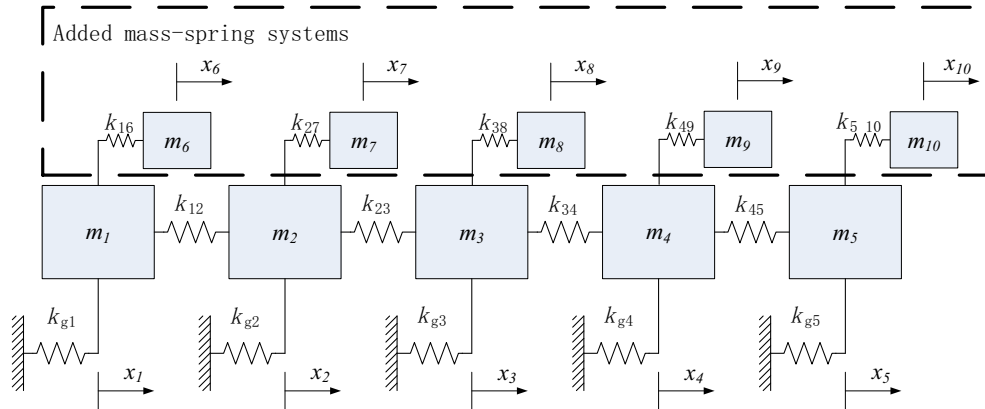 Added mass-spring systems
x6 x7 x8 x9 x10
k16 m6 k27 m7 k38 m8 k49 m9 k5 10 m10
m1 k12 m2 k23 m3 k34 m4 k45 m5
kg1 kg2 kg3 kg4 kg5
x1 x2 x3 x4 x5